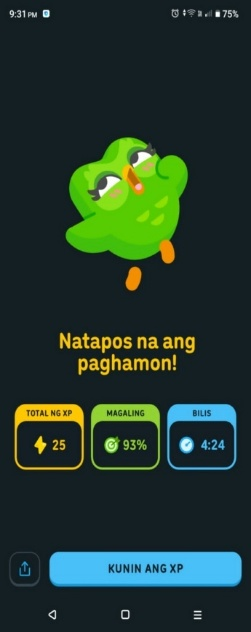 9:31 PM
75%
Natapos na ang
paghamon!
TOTAL NG XP
MAGALING
BILIS
25
93%
4:24
KUNIN ANG XP